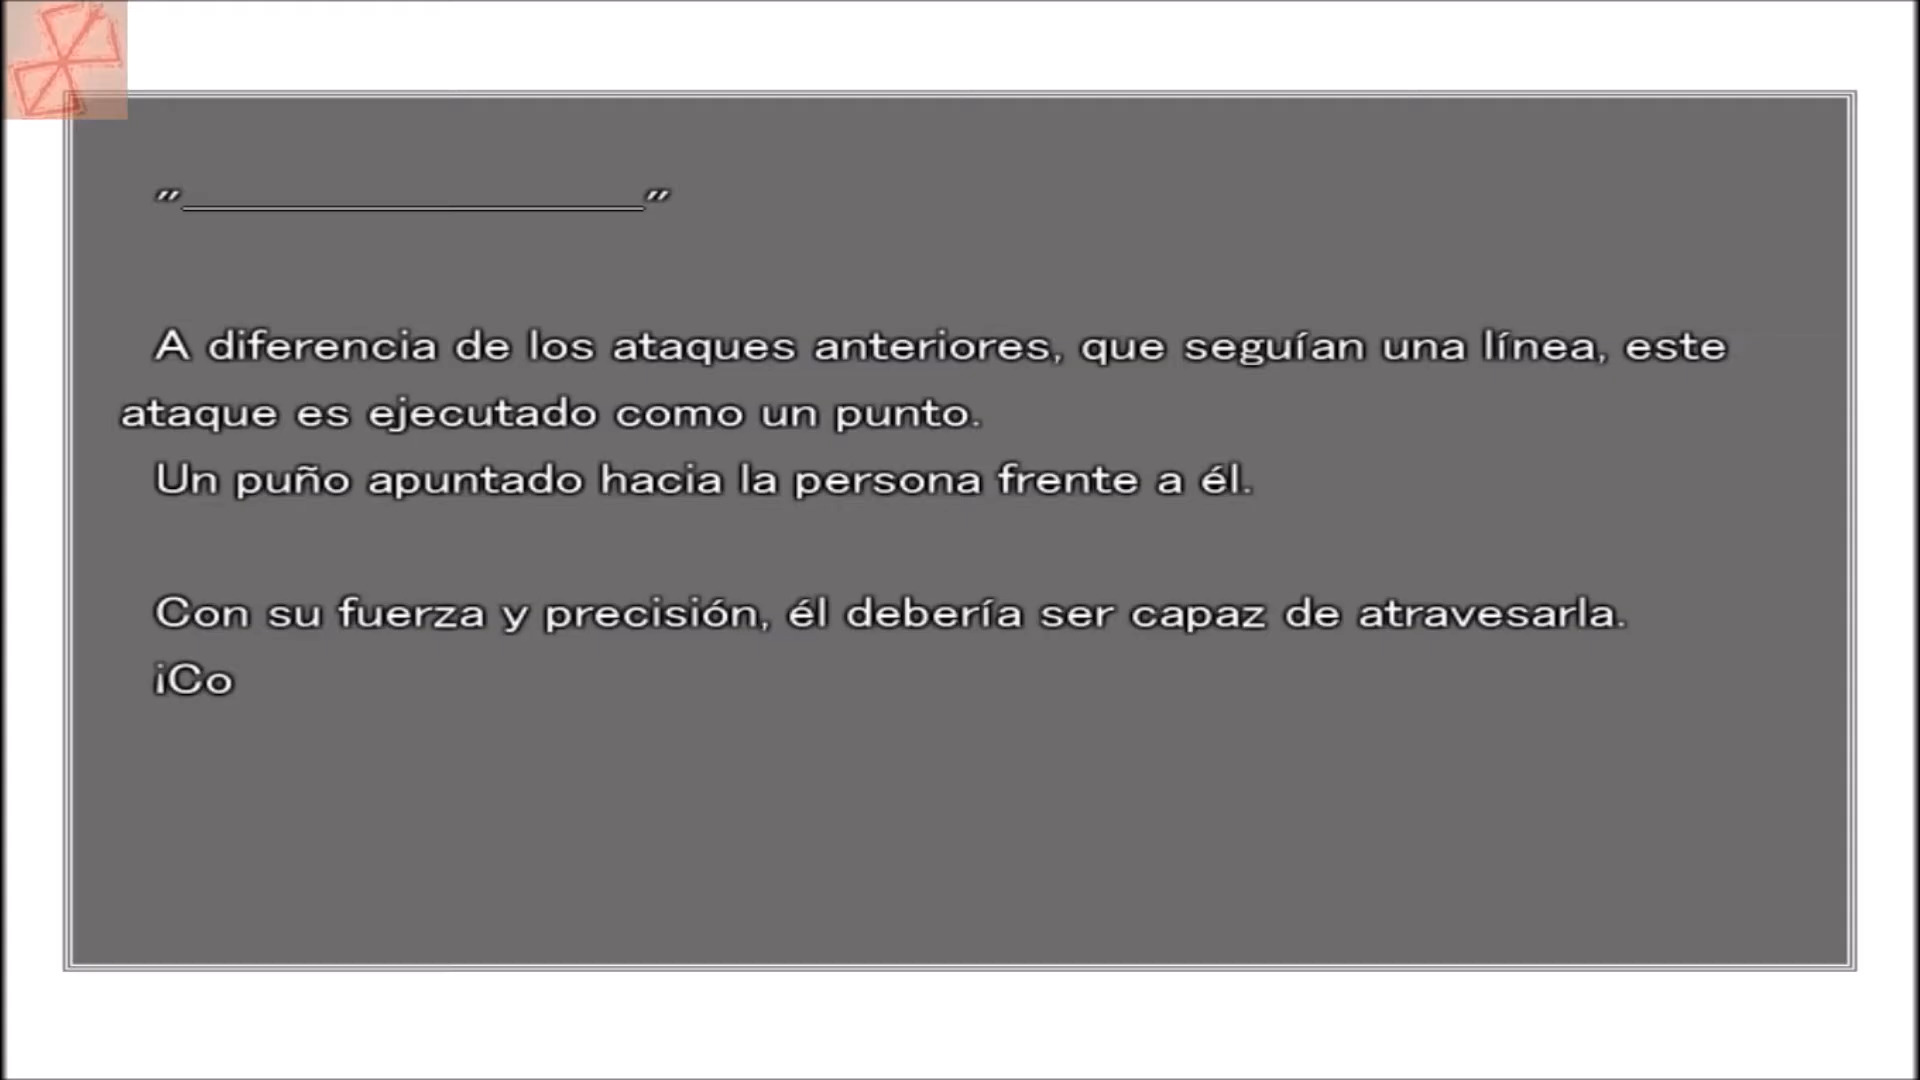 "____________________"
A diferencia de los ataques anteriores, que seguían una línea, este
ataque es ejecutado como un punto.
Un puño apuntado hacia la persona frente a él.
Con su fuerza y precisión, él debería ser capaz de atravesarla.
¡Co